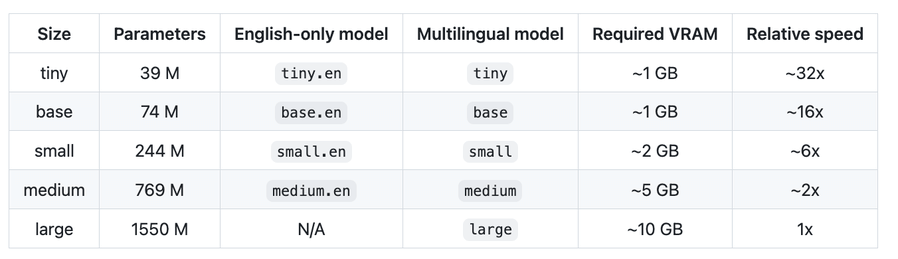 Size Parameters English-only model Multilingual model Required VRAM Relative speed
tiny 39 M tiny.en tiny ~1 GB ~32x
base 74 M base.en base ~1 GB ~16x
small 244 M small.en small ~2 GB ~6x
medium 769 M medium.en medium ~5 GB ~2x
large 1550 M N/A large ~10 GB 1x